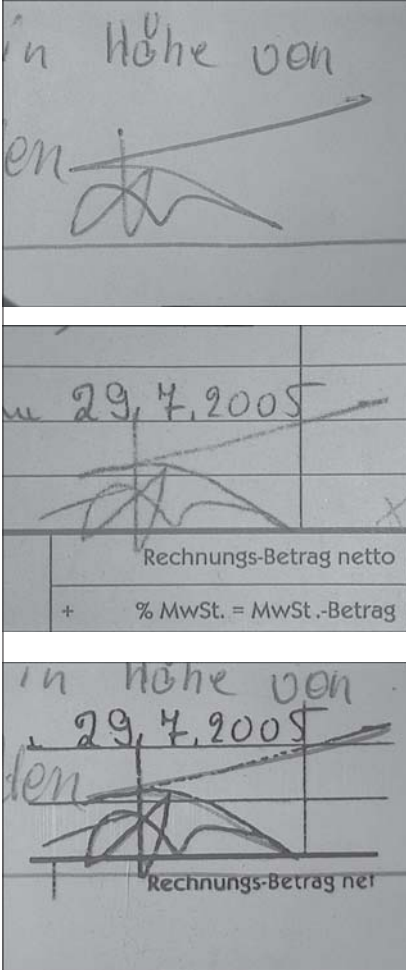 in Höhe von
en
29.7.2005
Rechnungs-Betrag netto
+ % MwSt. = MwSt.-Betrag
in Höhe von
29.7.2005
den
Rechnungs-Betrag net